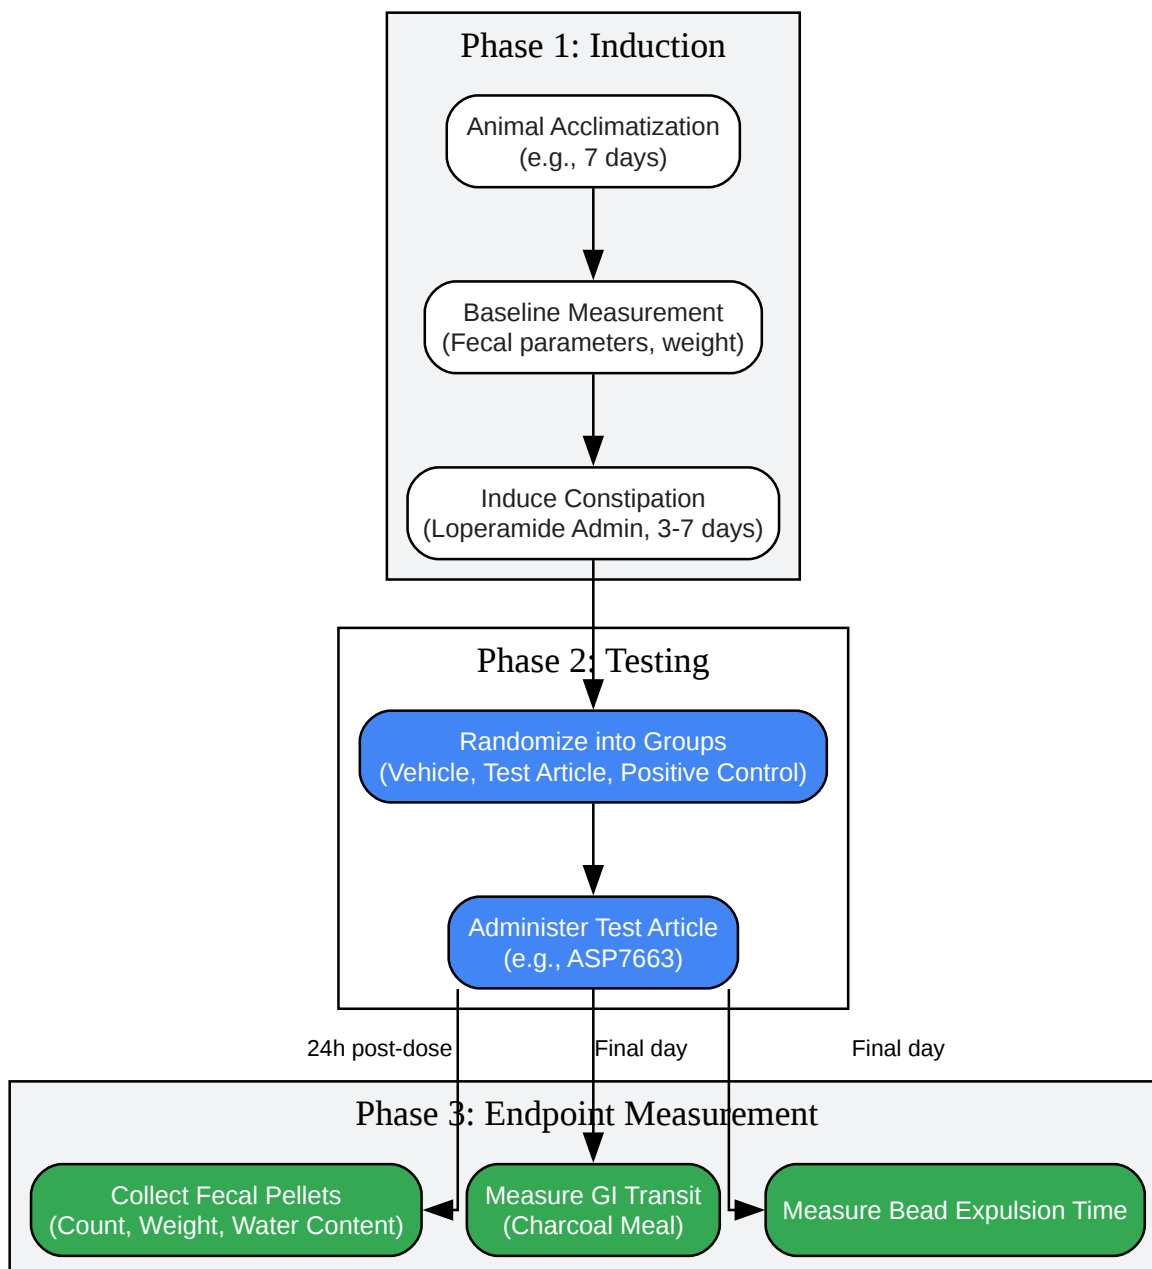 Phase 1: Induction
Animal Acclimatization
(e.g., 7 days)
Baseline Measurement
(Fecal parameters, weight)
Induce Constipation
(Loperamide Admin, 3-7 days)
Phase 2: Testing
Randomize into Groups
(Vehicle, Test Article, Positive Control)
Administer Test Article
(e.g., ASP7663)
24h post-dose
Final day
Final day
Phase 3: Endpoint Measurement
Collect Fecal Pellets
(Count, Weight, Water Content)
Measure GI Transit
(Charcoal Meal)
Measure Bead Expulsion Time